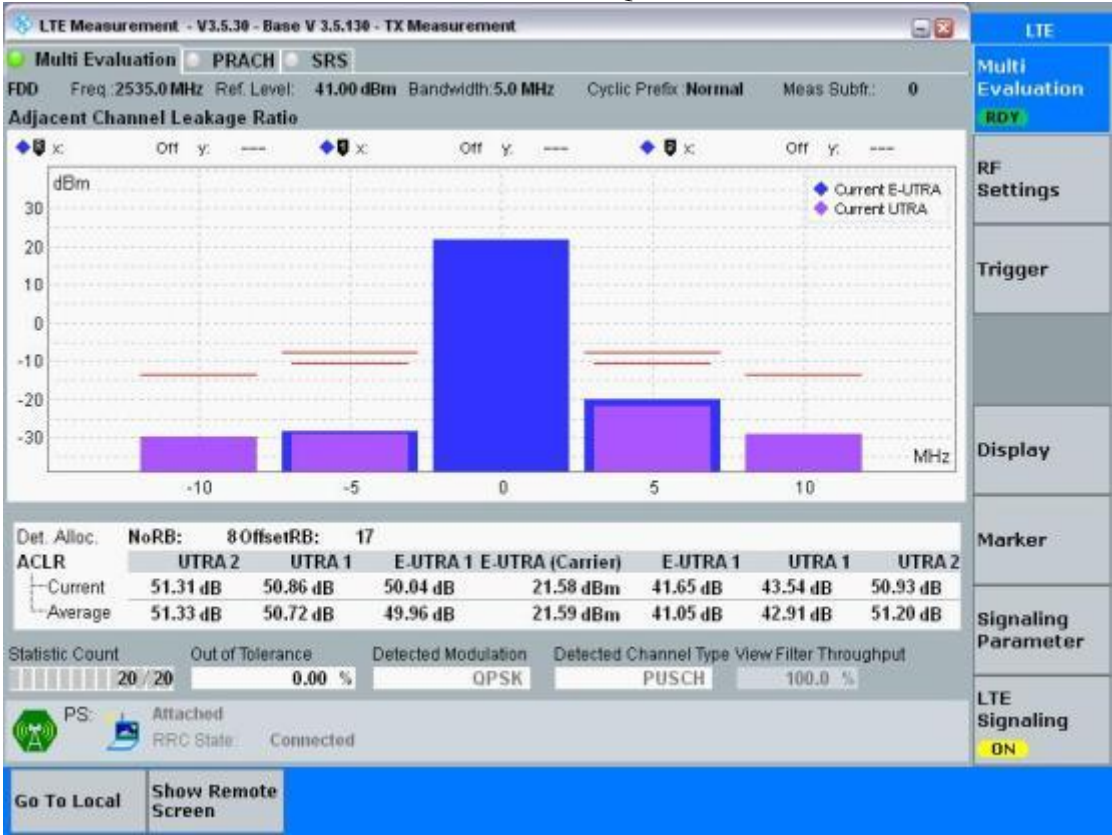 LTE Measurement - V3.5.30 - Base V 3.5.130 - TX Measurement
LTE
Multi Evaluation PRACH SRS
Multi
Evaluation
RDY
FDD Freq.:2535.0 MHz Ref. Level: 41.00 dBm Bandwidth:5.0 MHz Cyclic Prefix:Normal Meas Subfr.: 0
Adjacent Channel Leakage Ratio
x: Off y: --- x: Off y: --- x: Off y: ---
RF
Settings
dBm
Current E-UTRA
Current UTRA
30
20
10
0
-10
-20
-30
MHz
-10 -5 0 5 10
Trigger
Display
Marker
Signaling
Parameter
LTE
Signaling
ON
Det. Alloc. NoRB: 8 OffsetRB: 17
ACLR UTRA 2 UTRA 1 E-UTRA 1 E-UTRA (Carrier) E-UTRA 1 UTRA 1 UTRA 2
Current 51.31 dB 50.86 dB 50.04 dB 21.58 dBm 41.65 dB 43.54 dB 50.93 dB
Average 51.33 dB 50.72 dB 49.96 dB 21.59 dBm 41.05 dB 42.91 dB 51.20 dB
Statistic Count Out of Tolerance Detected Modulation Detected Channel Type View Filter Throughput
20 / 20 0.00 % QPSK PUSCH 100.0 %
PS: Attached
RRC State: Connected
Go To Local
Show Remote
Screen